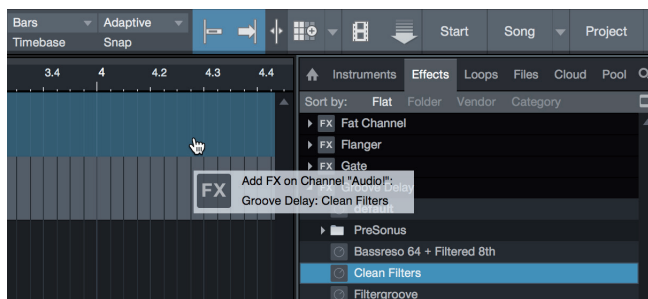 Bars Adaptive
Timebase Snap
Start Song Project
3.4 4 4.2 4.3 4.4
Instruments Effects Loops Files Cloud Pool
Sort by: Flat Folder Vendor Category
FX Fat Channel
FX Flanger
FX Gate
FX Groove Delay
FX Add FX on Channel "Audio!":
Groove Delay: Clean Filters
default
PreSonus
Bassreso 64 + Filtered 8th
Clean Filters
Filtergroove